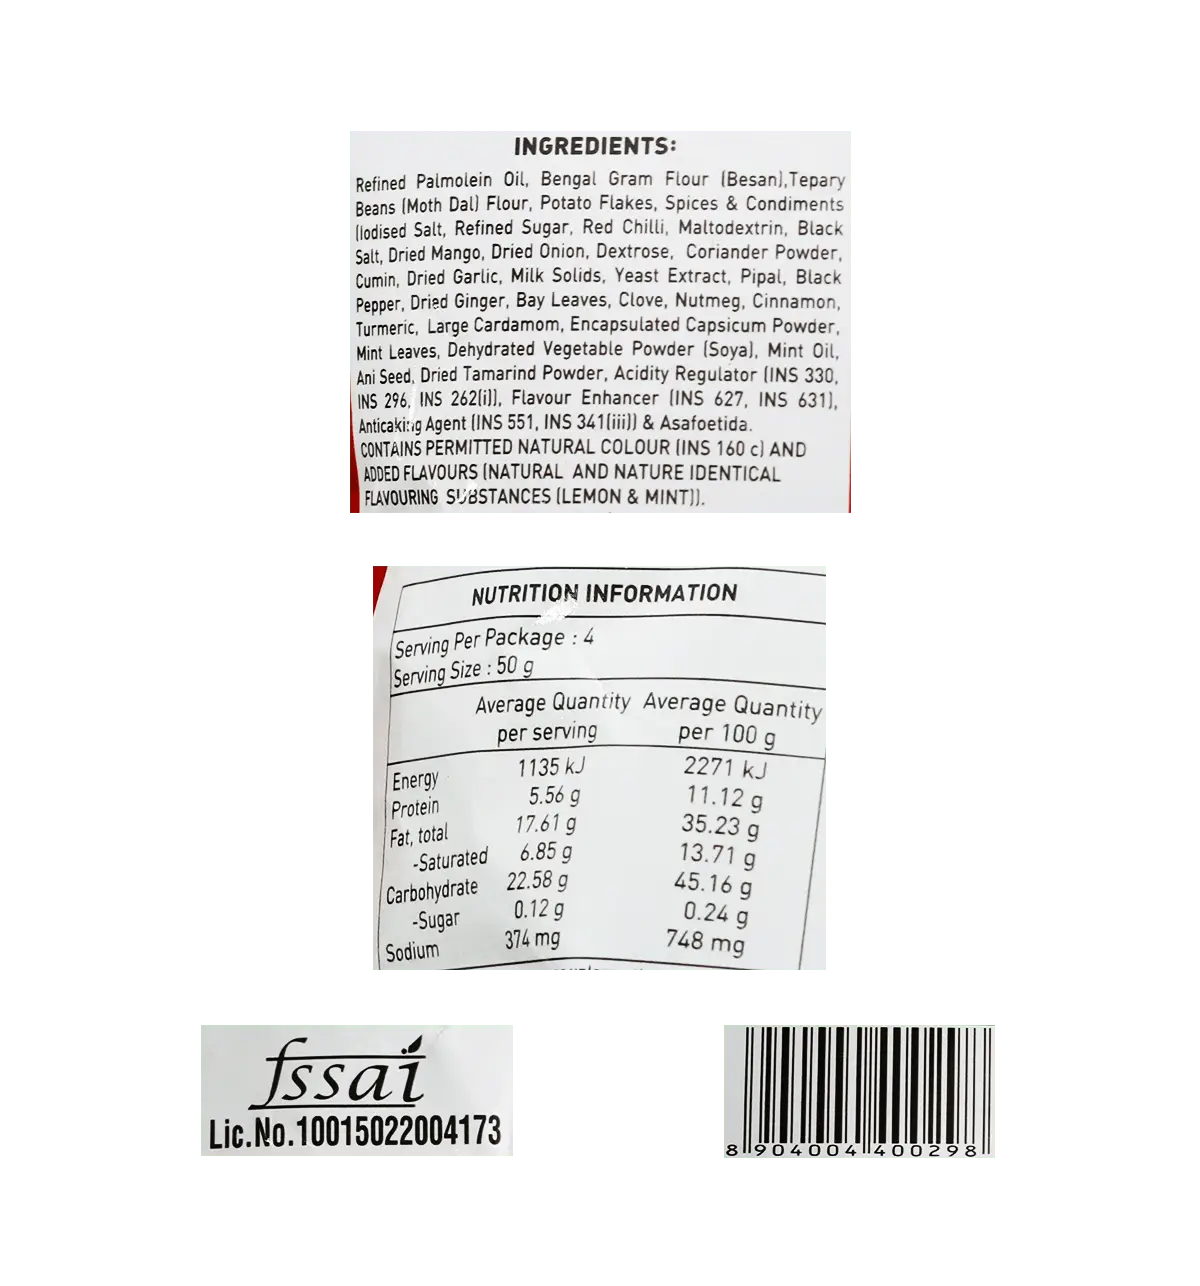 INGREDIENTS:
Refined Palmolein Oil, Bengal Gram Flour (Besan),Tepary
Beans (Moth Dal) Flour, Potato Flakes, Spices & Condiments
(Iodised Salt, Refined Sugar, Red Chilli, Maltodextrin, Black
Salt, Dried Mango, Dried Onion, Dextrose, Coriander Powder,
Cumin, Dried Garlic, Milk Solids, Yeast Extract, Pipal, Black
Pepper, Dried Ginger, Bay Leaves, Clove, Nutmeg, Cinnamon,
Turmeric, Large Cardamom, Encapsulated Capsicum Powder,
Mint Leaves, Dehydrated Vegetable Powder (Soya), Mint Oil,
Ani Seed, Dried Tamarind Powder, Acidity Regulator (INS 330,
INS 296, INS 262(i)), Flavour Enhancer (INS 627, INS 631),
Anticaking Agent (INS 551, INS 341(iii)) & Asafoetida.
CONTAINS PERMITTED NATURAL COLOUR (INS 160 c) AND
ADDED FLAVOURS (NATURAL AND NATURE IDENTICAL
FLAVOURING SUBSTANCES (LEMON & MINT)).
NUTRITION INFORMATION
Serving Per Package : 4
Serving Size : 50 g
Average Quantity Average Quantity
per serving per 100 g
Energy 1135 kJ 2271 kJ
Protein 5.56 g 11.12 g
Fat, total 17.61 g 35.23 g
-Saturated 6.85 g 13.71 g
Carbohydrate 22.58 g 45.16 g
-Sugar 0.12 g 0.24 g
Sodium 374 mg 748 mg
fssai
Lic.No.10015022004173
8 904004 400298